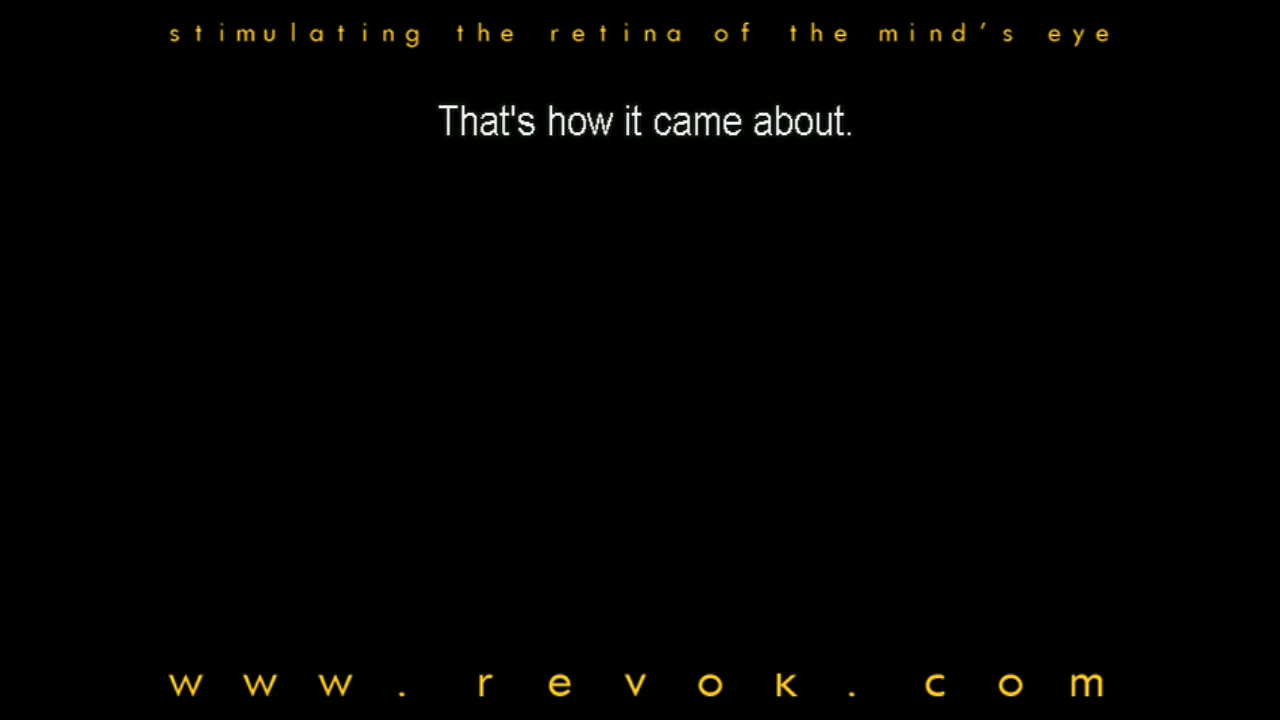 stimulating the retina of the mind’s eye
That's how it came about.
www.revok.com